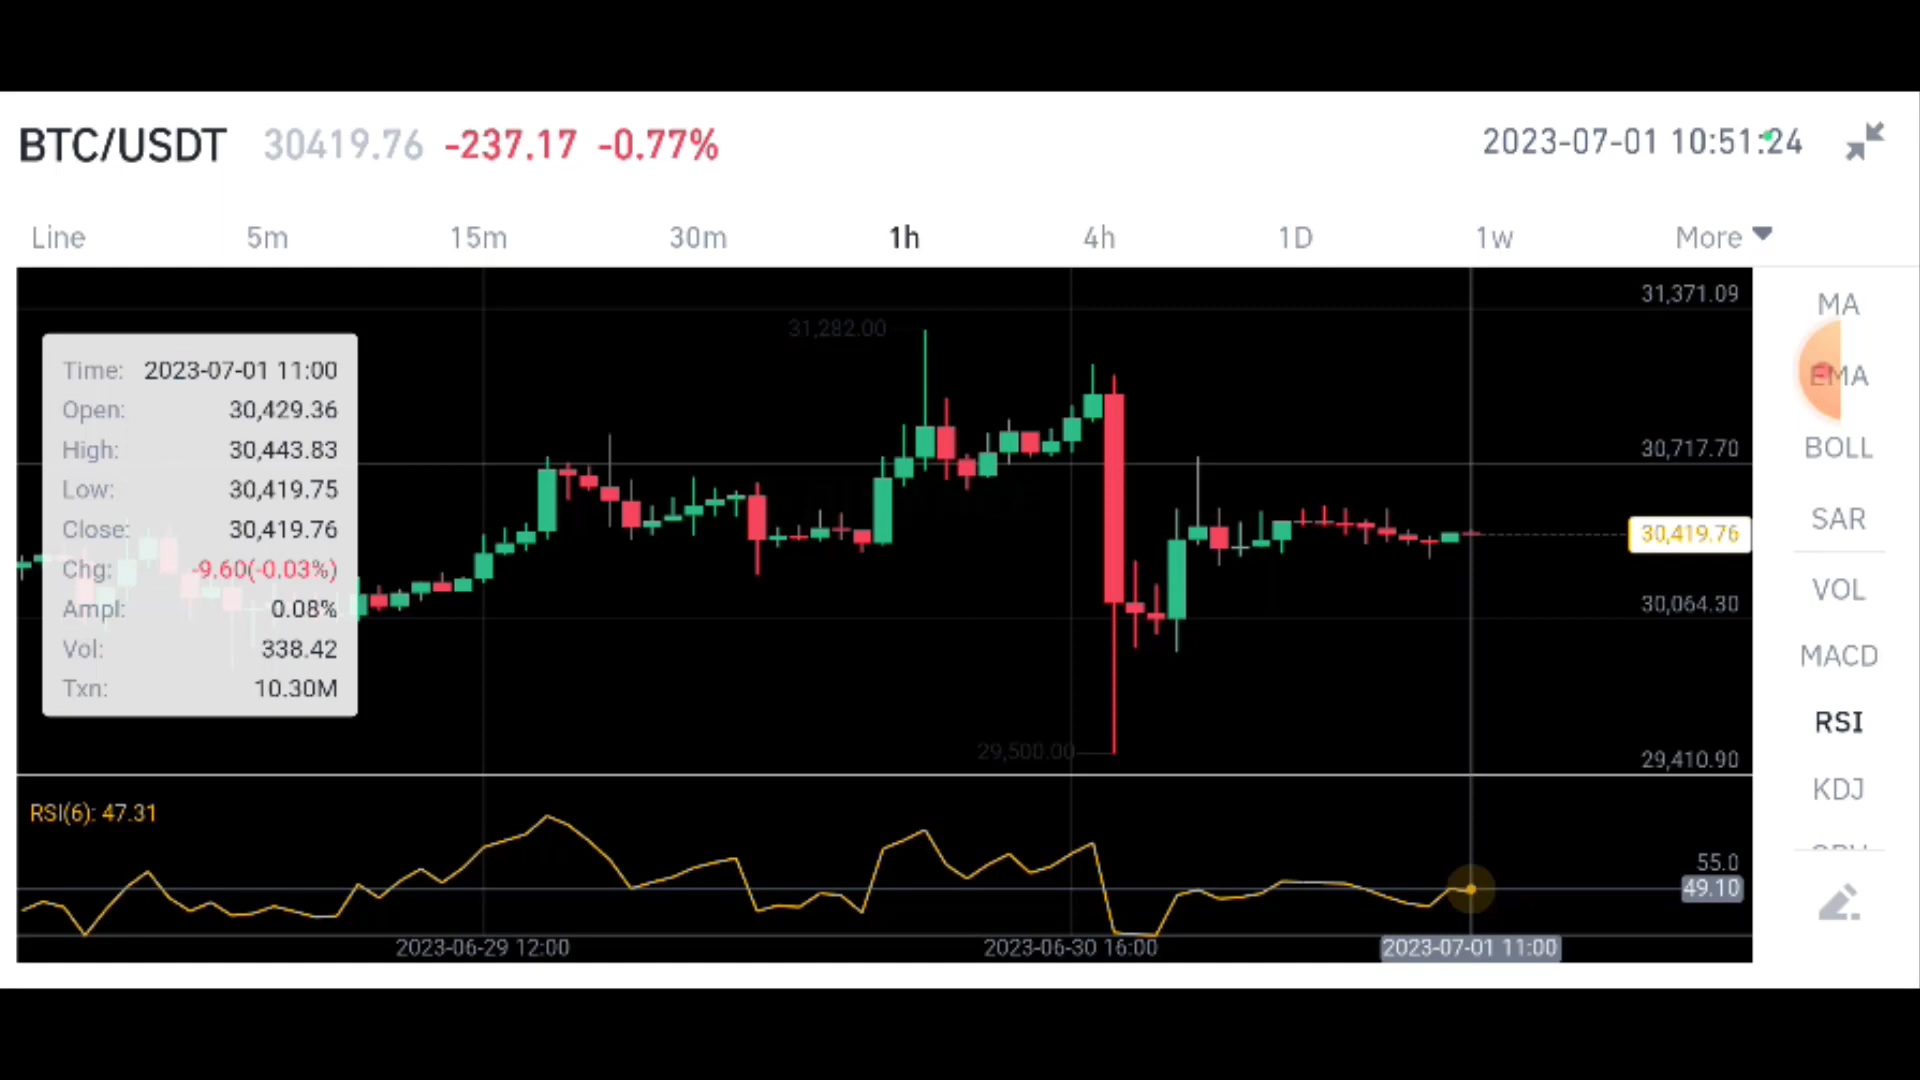 BTC/USDT 30419.76 -237.17 -0.77% 2023-07-01 10:51:24
Line 5m 15m 30m 1h 4h 1D 1w More
31,371.09
31,282.00
30,717.70
30,419.76
30,064.30
29,500.00
29,410.90
Time: 2023-07-01 11:00
Open: 30,429.36
High: 30,443.83
Low: 30,419.75
Close: 30,419.76
Chg: -9.60(-0.03%)
Ampl: 0.08%
Vol: 338.42
Txn: 10.30M
RSI(6): 47.31
55.0
49.10
2023-06-29 12:00 2023-06-30 16:00 2023-07-01 11:00
MA
EMA
BOLL
SAR
VOL
MACD
RSI
KDJ